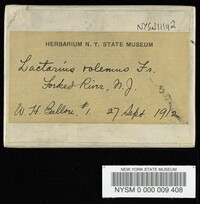 NYSf1192
HERBARIUM N. Y. STATE MUSEUM
Lactarius volemus Fr.
Forked River, N.J.
W. H. Ballou, #1 27 Sept 1912
NEW YORK STATE MUSEUM
NYSM 0 000 009 408